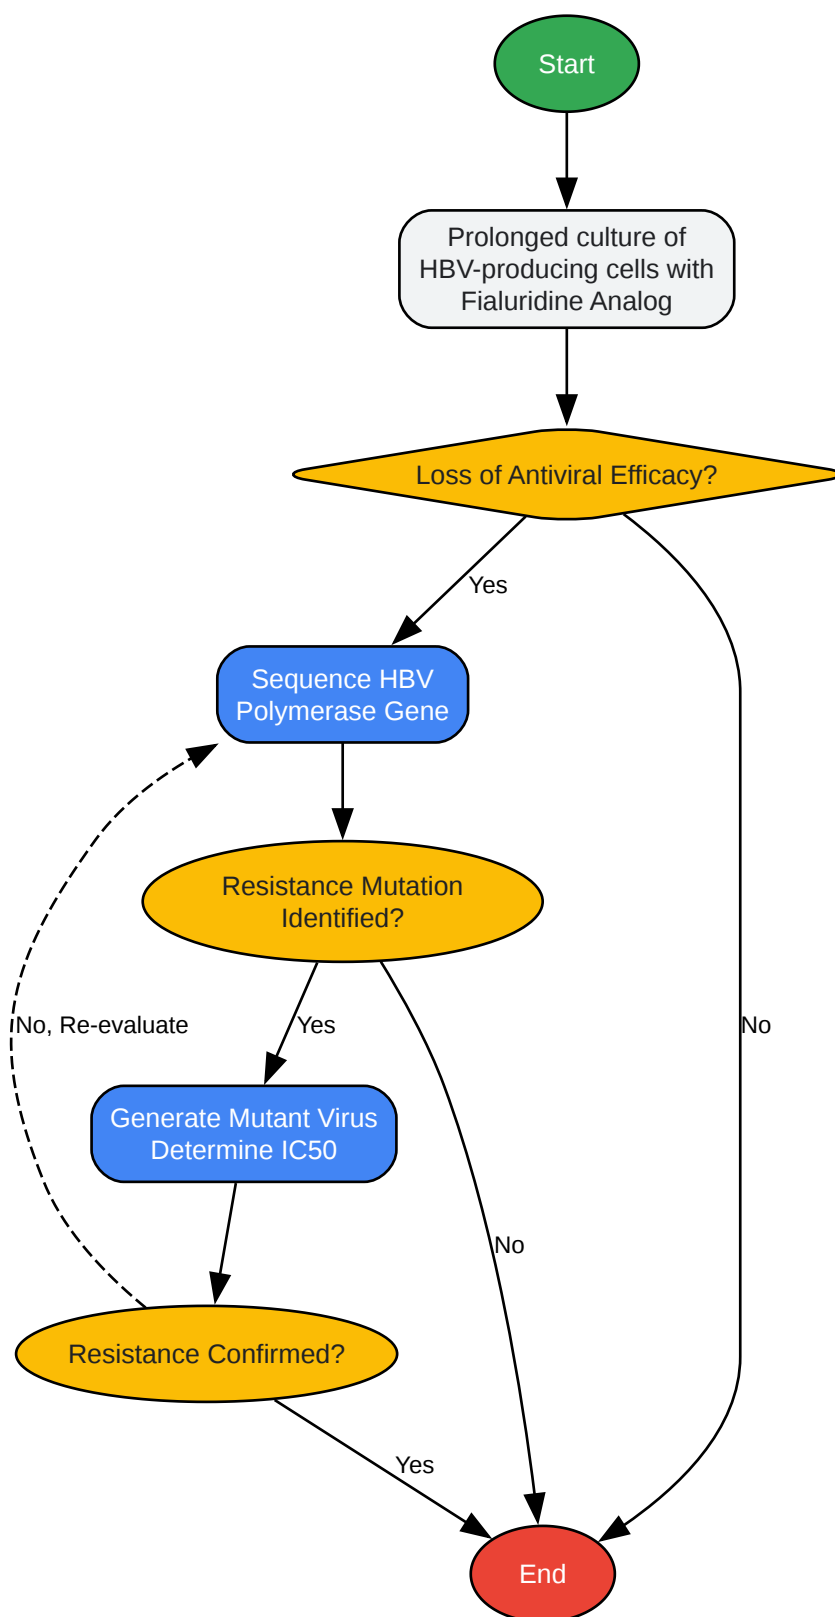 Start
Prolonged culture of
HBV-producing cells with
Fialuridine Analog
Loss of Antiviral Efficacy?
Yes
Sequence HBV
Polymerase Gene
Resistance Mutation
Identified?
No, Re-evaluate
Yes
No
Generate Mutant Virus
Determine IC50
No
Resistance Confirmed?
Yes
End